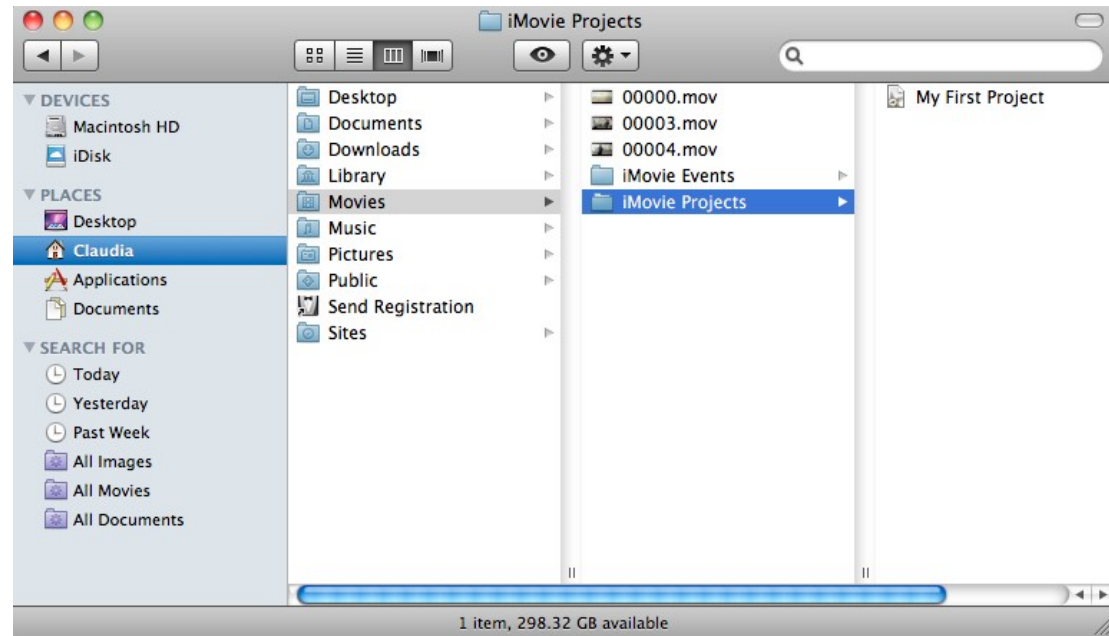 iMovie Projects
DEVICES
Macintosh HD
iDisk
PLACES
Desktop
Claudia
Applications
Documents
SEARCH FOR
Today
Yesterday
Past Week
All Images
All Movies
All Documents
Desktop
Documents
Downloads
Library
Movies
Music
Pictures
Public
Send Registration
Sites
00000.mov
00003.mov
00004.mov
iMovie Events
iMovie Projects
My First Project
1 item, 298.32 GB available